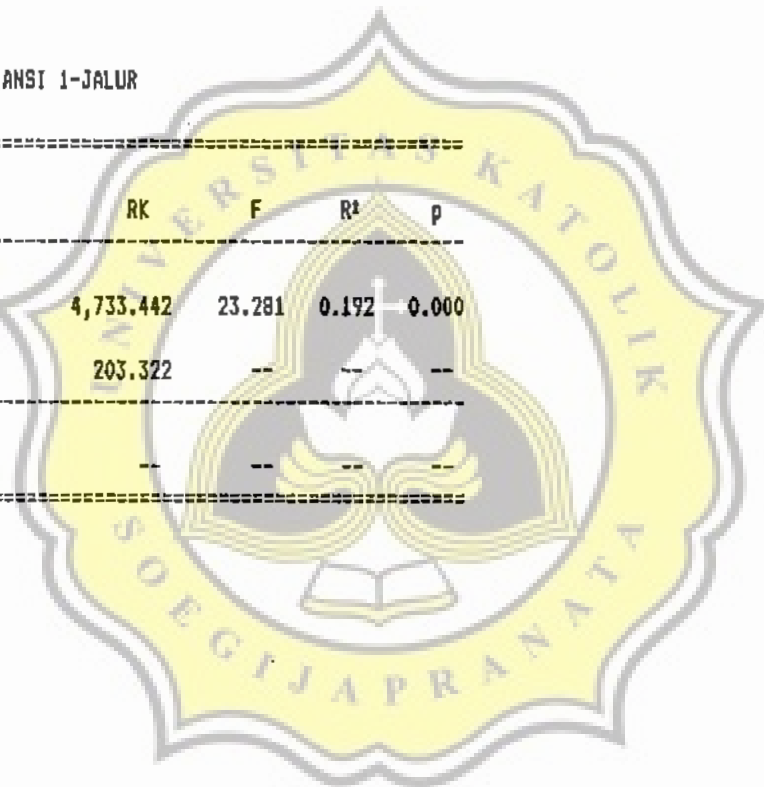 ANSI 1-JALUR
RK F R² p
4,733.442 23.281 0.192 0.000
203.322 -- -- --
-- -- -- --
UNIVERSITAS KATOLIK
SOEGIJAPRANATA